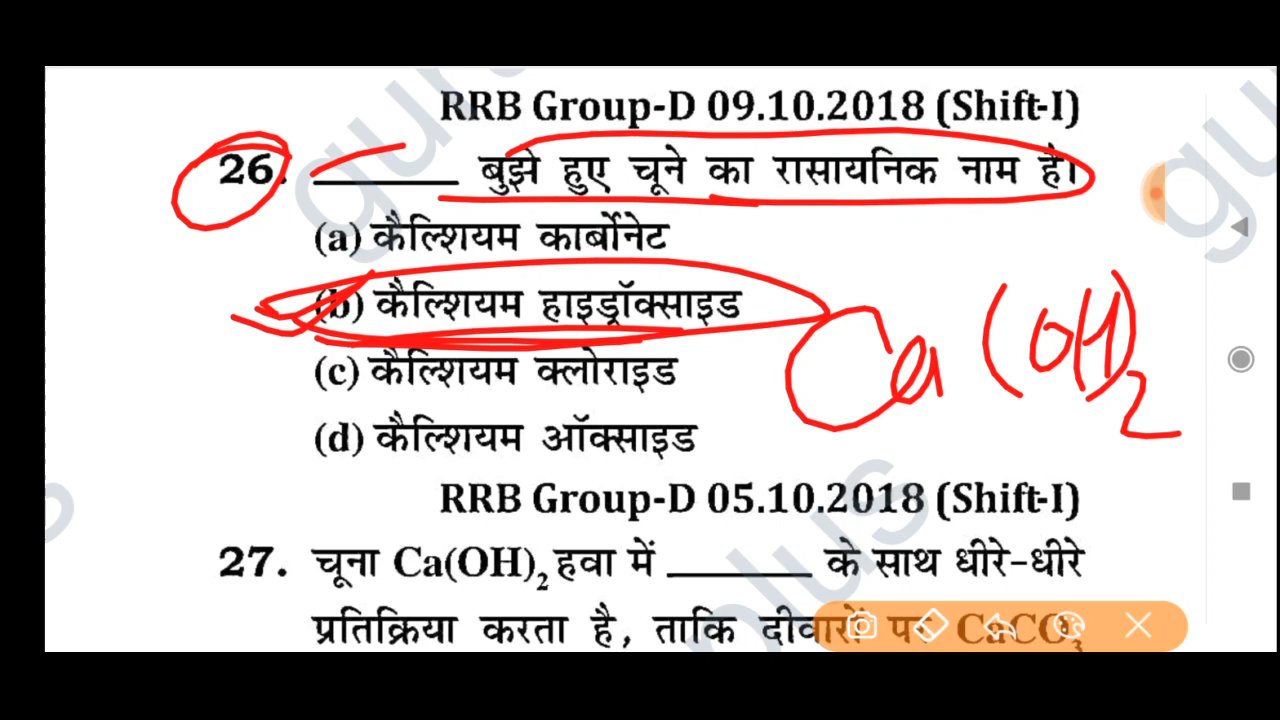 RRB Group-D 09.10.2018 (Shift-I)
26. ________ बुझे हुए चूने का रासायनिक नाम है।
(a) कैल्शियम कार्बोनेट
(b) कैल्शियम हाइड्रॉक्साइड
(c) कैल्शियम क्लोराइड
Ca(OH)2
(d) कैल्शियम ऑक्साइड
RRB Group-D 05.10.2018 (Shift-I)
27. चूना Ca(OH)₂ हवा में ________ के साथ धीरे-धीरे
प्रतिक्रिया करता है, ताकि दीवारों पर CaCO₃
plus